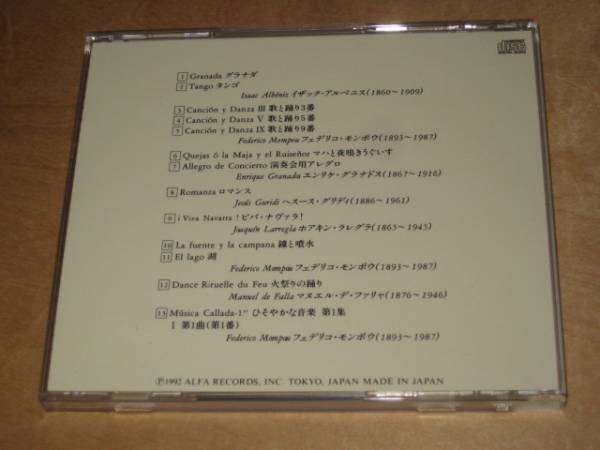 COMPACT disc DIGITAL AUDIO
1 Granada グラナダ
2 Tango タンゴ
Isaac Albéniz イザック・アルベニス(1860〜1909)
3 Canción y Danza III 歌と踊り3番
4 Canción y Danza V 歌と踊り5番
5 Canción y Danza IX 歌と踊り9番
Federico Mompou フェデリコ・モンポウ(1893〜1987)
6 Quejas ó la Maja y el Ruiseñor マハと夜鳴きうぐいす
7 Allegro de Concierto 演奏会用アレグロ
Enrique Granados エンリケ・グラナドス(1867〜1916)
8 Romanza ロマンス
Jesús Guridi ヘスース・グリディ(1886〜1961)
9 ¡ Viva Navarra ! ビバ・ナヴァラ!
Joaquín Larregla ホアキン・ラレグラ(1865〜1945)
10 La fuente y la campana 鐘と噴水
11 El lago 湖
Federico Mompou フェデリコ・モンポウ(1893〜1987)
12 Dance Rituelle du Feu 火祭りの踊り
Manuel de Falla マヌエル・デ・ファリャ(1876〜1946)
13 Música Callada-1.er ひそやかな音楽 第1集
I 第1曲(第1番)
Federico Mompou フェデリコ・モンポウ(1893〜1987)
Ⓟ1992 ALFA RECORDS, INC. TOKYO, JAPAN MADE IN JAPAN